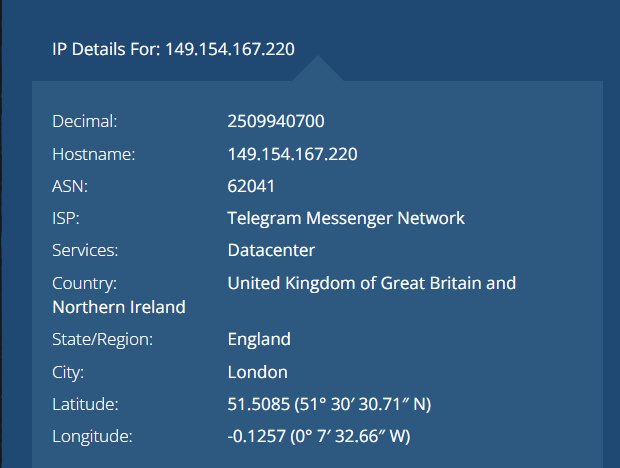 IP Details For: 149.154.167.220
Decimal: 2509940700
Hostname: 149.154.167.220
ASN: 62041
ISP: Telegram Messenger Network
Services: Datacenter
Country: United Kingdom of Great Britain and
Northern Ireland
State/Region: England
City: London
Latitude: 51.5085 (51° 30′ 30.71″ N)
Longitude: -0.1257 (0° 7′ 32.66″ W)